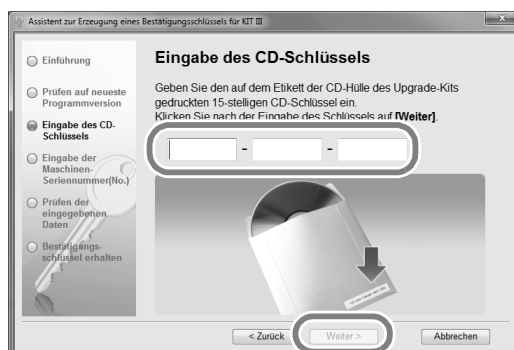 Assistent zur Erzeugung eines Bestätigungsschlüssels für KIT III
Einführung
Prüfen auf neueste
Programmversion
Eingabe des CD-
Schlüssels
Eingabe der
Maschinen-
Seriennummer(No.)
Prüfen der
eingegebenen
Daten
Bestätigungs-
schlüssel erhalten
Eingabe des CD-Schlüssels
Geben Sie den auf dem Etikett der CD-Hülle des Upgrade-Kits
gedruckten 15-stelligen CD-Schlüssel ein.
Klicken Sie nach der Eingabe des Schlüssels auf [Weiter].
- -
< Zurück
Weiter >
Abbrechen